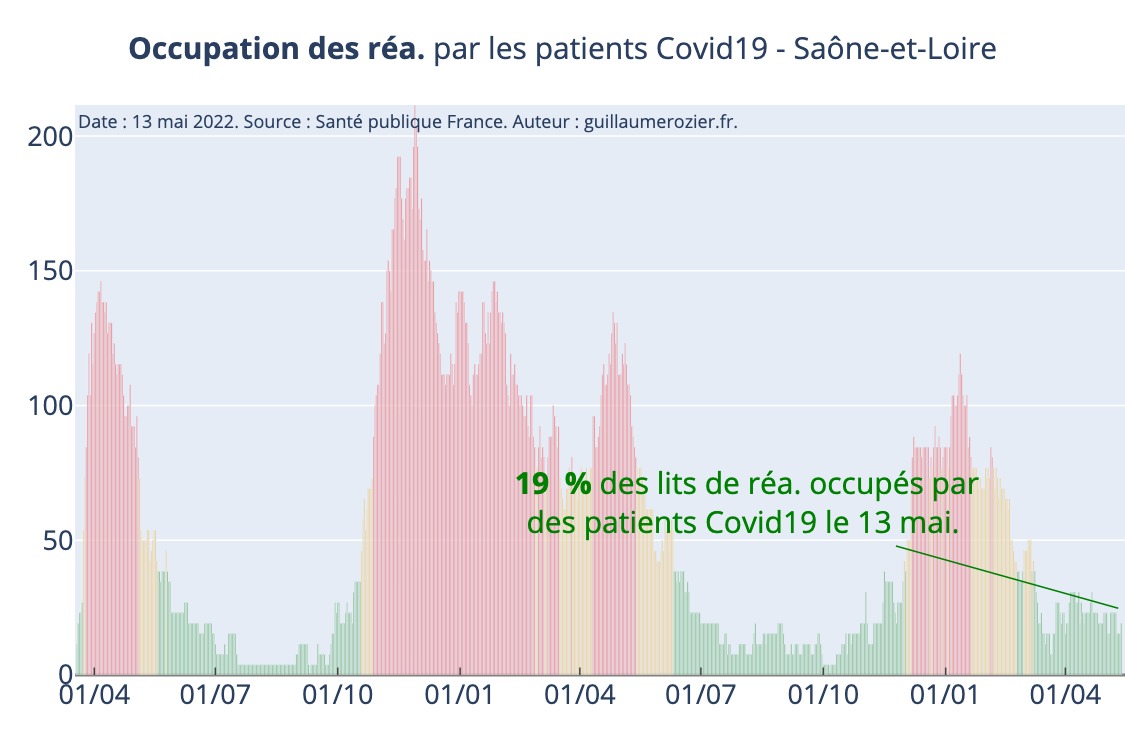 Occupation des réa. par les patients Covid19 - Saône-et-Loire
Date : 13 mai 2022. Source : Santé publique France. Auteur : guillaumerozier.fr.
200
150
100
50
0
19  % des lits de réa. occupés par
des patients Covid19 le 13 mai.
01/04 01/07 01/10 01/01 01/04 01/07 01/10 01/01 01/04